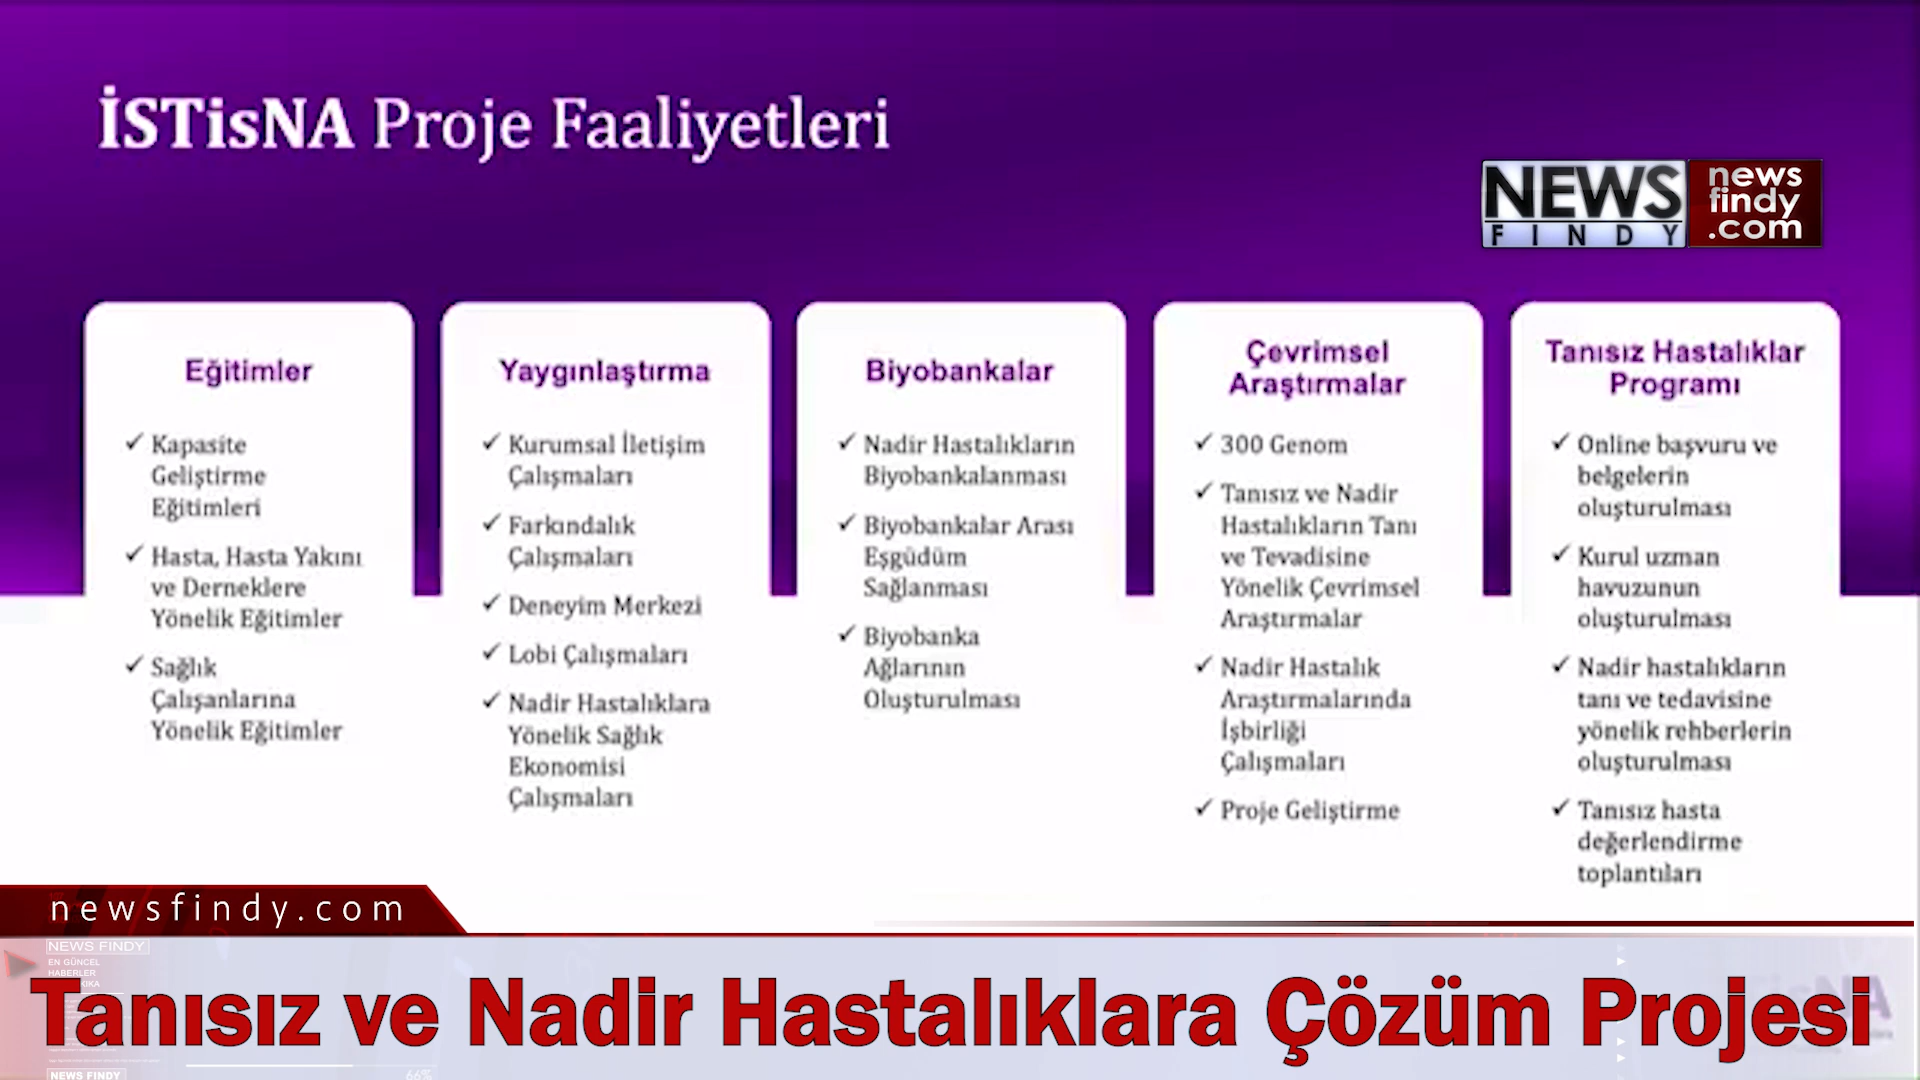 İSTisNA Proje Faaliyetleri
NEWS
FINDY
news
findy
.com
Eğitimler
✓ Kapasite
Geliştirme
Eğitimleri
✓ Hasta, Hasta Yakını
ve Derneklere
Yönelik Eğitimler
✓ Sağlık
Çalışanlarına
Yönelik Eğitimler
Yaygınlaştırma
✓ Kurumsal İletişim
Çalışmaları
✓ Farkındalık
Çalışmaları
✓ Deneyim Merkezi
✓ Lobi Çalışmaları
✓ Nadir Hastalıklara
Yönelik Sağlık
Ekonomisi
Çalışmaları
Biyobankalar
✓ Nadir Hastalıkların
Biyobankalanması
✓ Biyobankalar Arası
Eşgüdüm
Sağlanması
✓ Biyobanka
Ağlarının
Oluşturulması
Çevrimsel
Araştırmalar
✓ 300 Genom
✓ Tanısız ve Nadir
Hastalıkların Tanı
ve Tevadisine
Yönelik Çevrimsel
Araştırmalar
✓ Nadir Hastalık
Araştırmalarında
İşbirliği
Çalışmaları
✓ Proje Geliştirme
Tanısız Hastalıklar
Programı
✓ Online başvuru ve
belgelerin
oluşturulması
✓ Kurul uzman
havuzunun
oluşturulması
✓ Nadir hastalıkların
tanı ve tedavisine
yönelik rehberlerin
oluşturulması
✓ Tanısız hasta
değerlendirme
toplantıları
newsfindy.com
NEWS FINDY
EN GÜNCEL
HABERLER
Tanısız ve Nadir Hastalıklara Çözüm Projesi
NEWS FINDY
66%